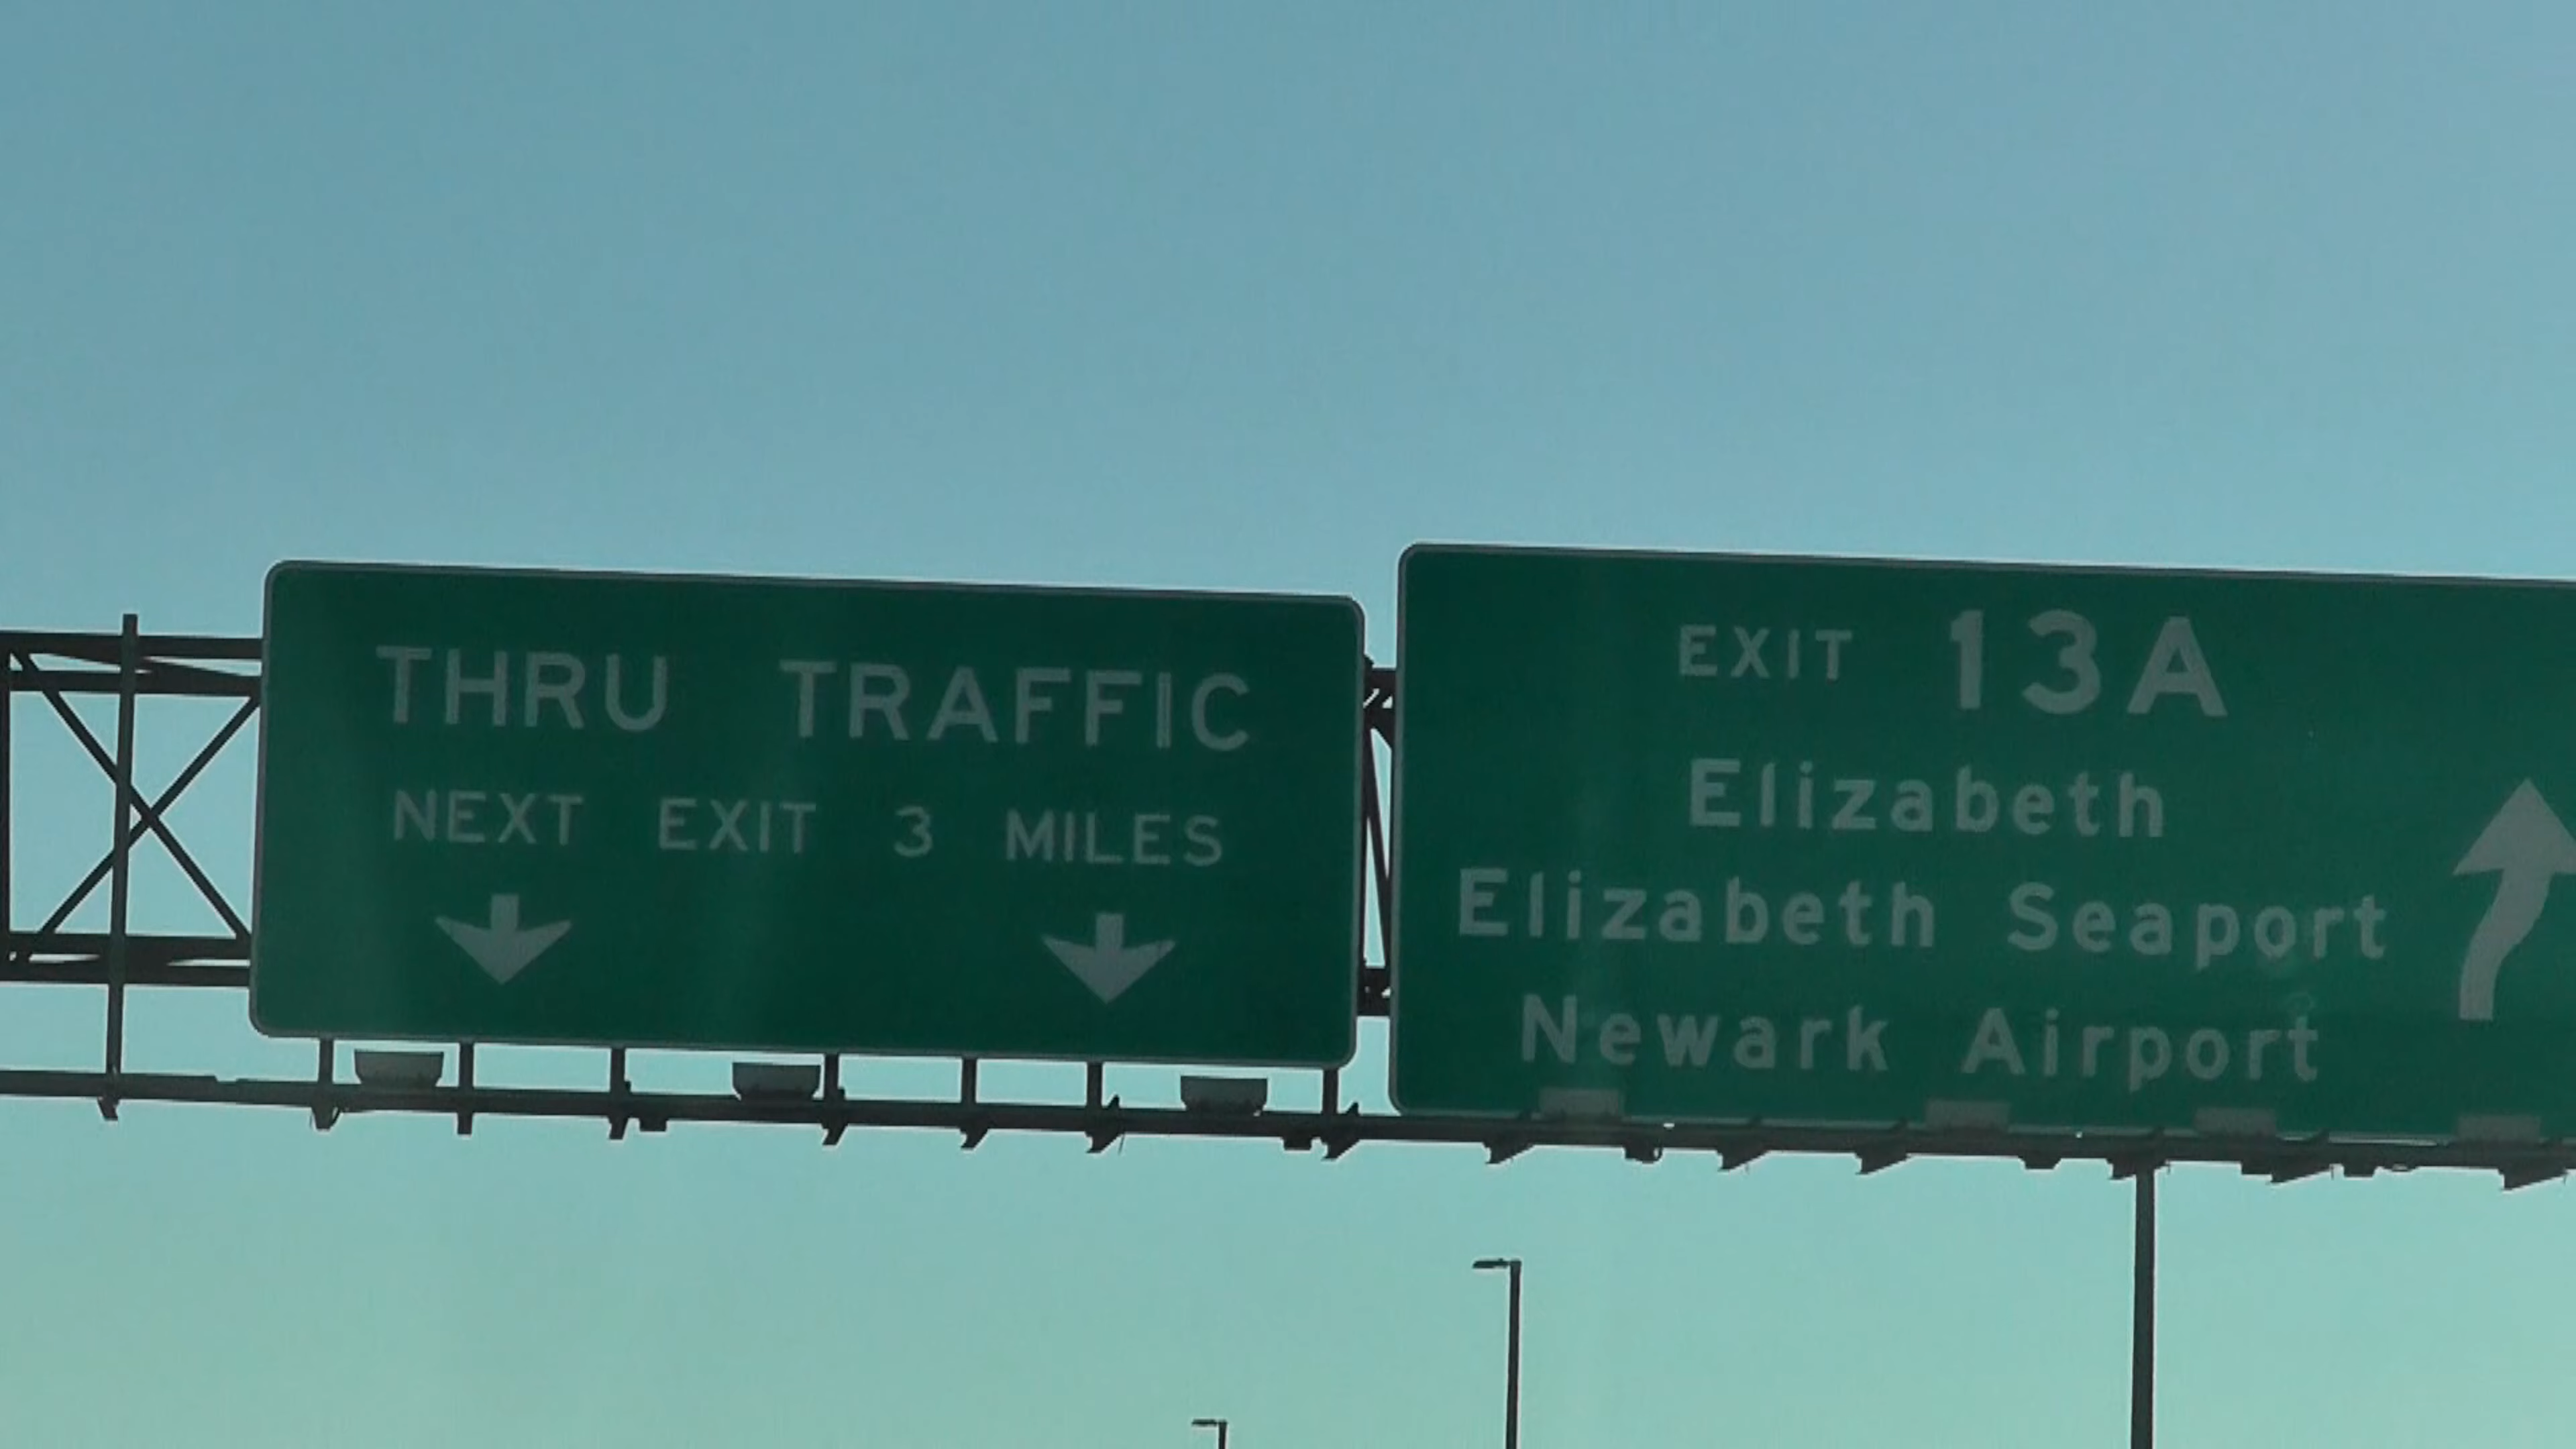 THRU TRAFFIC
NEXT EXIT 3 MILES
EXIT 13A
Elizabeth
Elizabeth Seaport
Newark Airport